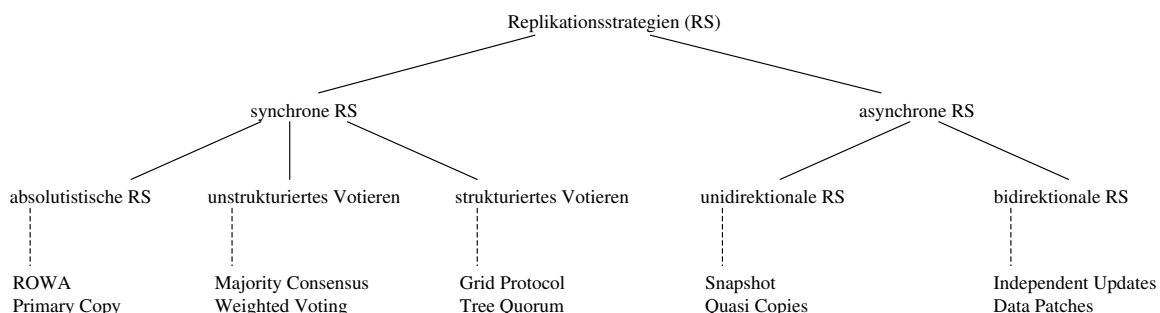 Replikationsstrategien (RS)
synchrone RS
asynchrone RS
absolutistische RS
unstrukturiertes Votieren
strukturiertes Votieren
unidirektionale RS
bidirektionale RS
ROWA
Primary Copy
Majority Consensus
Weighted Voting
Grid Protocol
Tree Quorum
Snapshot
Quasi Copies
Independent Updates
Data Patches